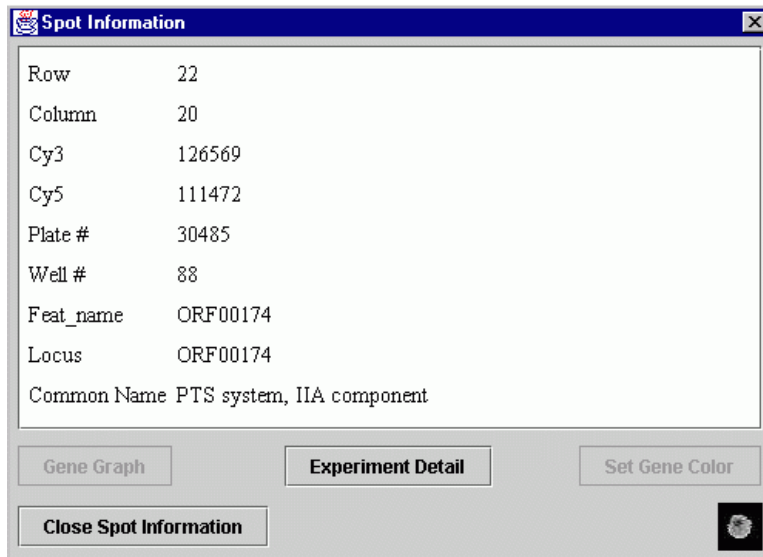 Spot Information
Row 22
Column 20
Cy3 126569
Cy5 111472
Plate # 30485
Well # 88
Feat_name ORF00174
Locus ORF00174
Common Name PTS system, IIA component
Gene Graph Experiment Detail Set Gene Color
Close Spot Information